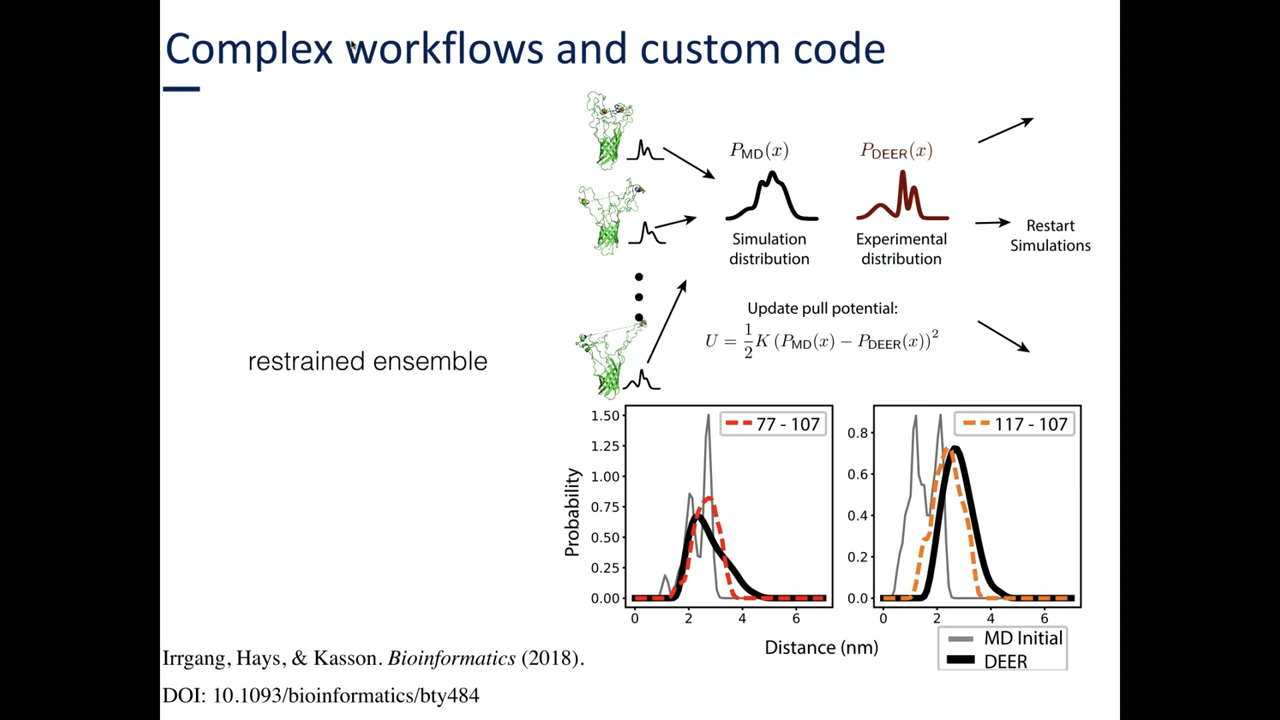 Complex workflows and custom code
P_MD(x)
P_DEER(x)
Simulation
distribution
Experimental
distribution
Restart
Simulations
Update pull potential:
U = \frac{1}{2} K (P_MD(x) − P_DEER(x))^2
restrained ensemble
1.50
1.25
1.00
0.75
0.50
0.25
0.00
0 2 4 6
77 - 107
Probability
0.8
0.6
0.4
0.2
0.0
0 2 4 6
117 - 107
Distance (nm)
MD Initial
DEER
Irrgang, Hays, & Kasson. Bioinformatics (2018).
DOI: 10.1093/bioinformatics/bty484